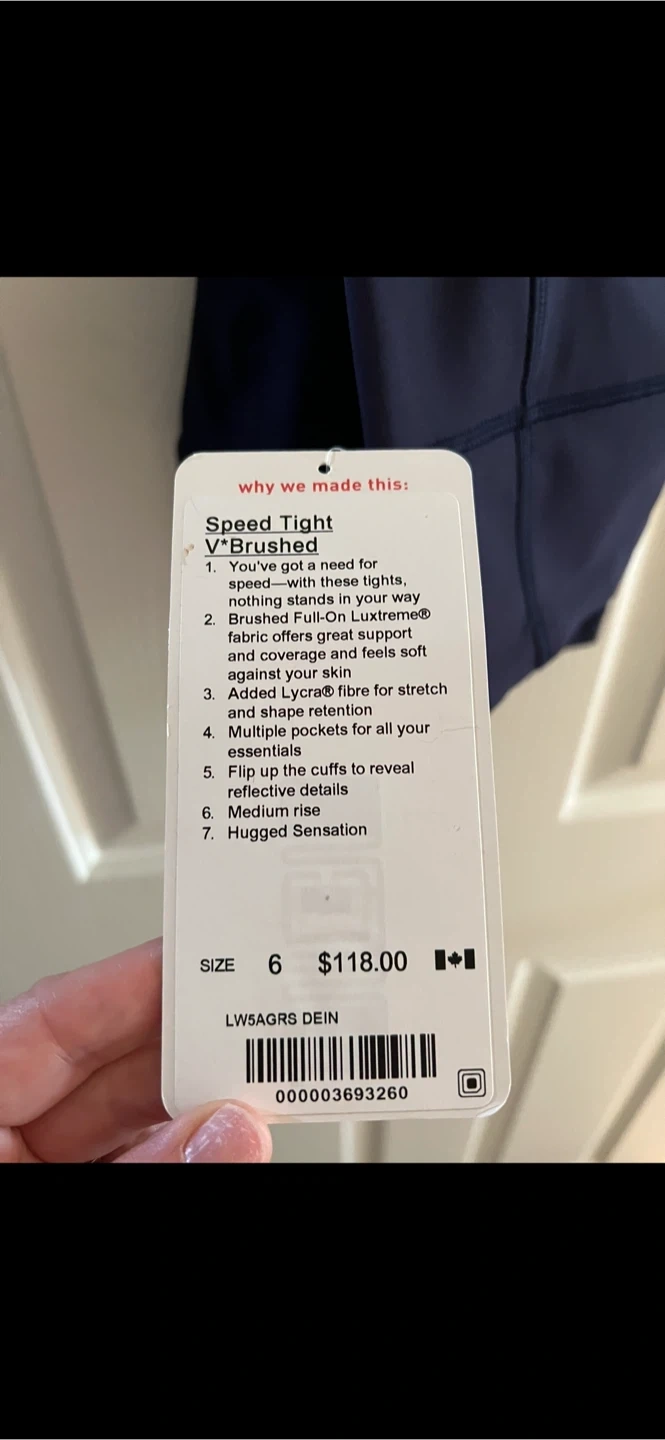 why we made this:
Speed Tight
V*Brushed
1. You've got a need for
speed—with these tights,
nothing stands in your way
2. Brushed Full-On Luxtreme®
fabric offers great support
and coverage and feels soft
against your skin
3. Added Lycra® fibre for stretch
and shape retention
4. Multiple pockets for all your
essentials
5. Flip up the cuffs to reveal
reflective details
6. Medium rise
7. Hugged Sensation
SIZE 6 $118.00
LW5AGRS DEIN
000003693260